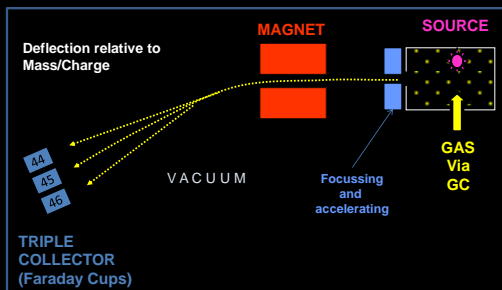 SOURCE
MAGNET
Deflection relative to
Mass/Charge
44
45
46
V A C U U M
Focussing
and
accelerating
GAS
Via
GC
TRIPLE
COLLECTOR
(Faraday Cups)